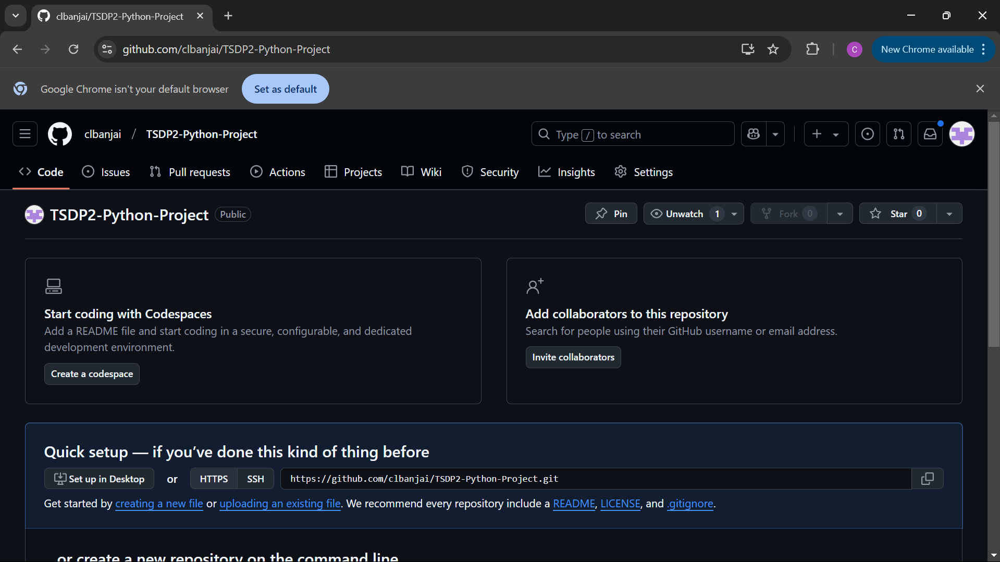 clbanjai/TSDP2-Python-Project
github.com/clbanjai/TSDP2-Python-Project
C
New Chrome available
Google Chrome isn't your default browser
Set as default
clbanjai / TSDP2-Python-Project
Type / to search
Code
Issues
Pull requests
Actions
Projects
Wiki
Security
Insights
Settings
TSDP2-Python-Project
Public
Pin
Unwatch 1
Fork 0
Star 0
Start coding with Codespaces
Add a README file and start coding in a secure, configurable, and dedicated
development environment.
Create a codespace
Add collaborators to this repository
Search for people using their GitHub username or email address.
Invite collaborators
Quick setup — if you’ve done this kind of thing before
Set up in Desktop
or
HTTPS
SSH
https://github.com/clbanjai/TSDP2-Python-Project.git
Get started by creating a new file or uploading an existing file. We recommend every repository include a README, LICENSE, and .gitignore.
or create a new repository on the command line